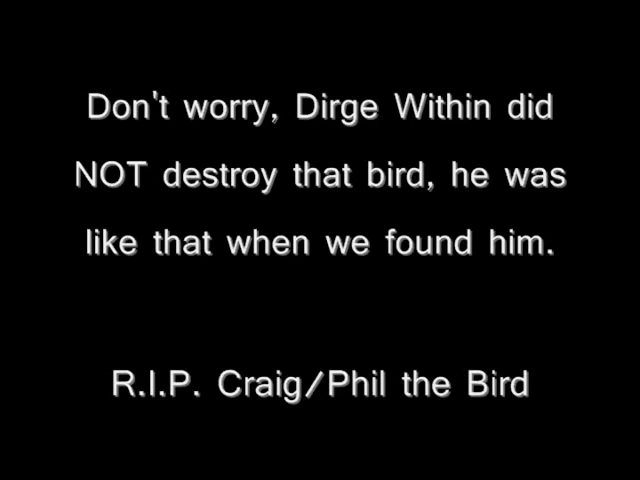 Don't worry, Dirge Within did
NOT destroy that bird, he was
like that when we found him.
R.I.P. Craig/Phil the Bird